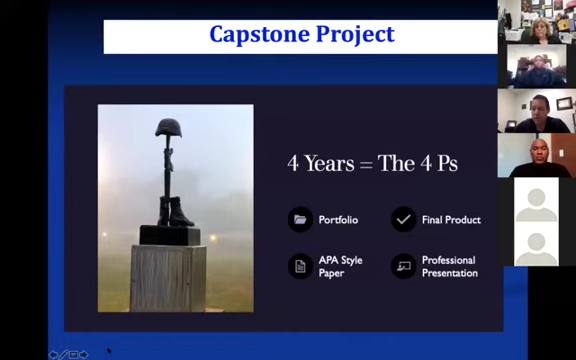 Capstone Project
4 Years = The 4 Ps
Portfolio
Final Product
APA Style
Paper
Professional
Presentation